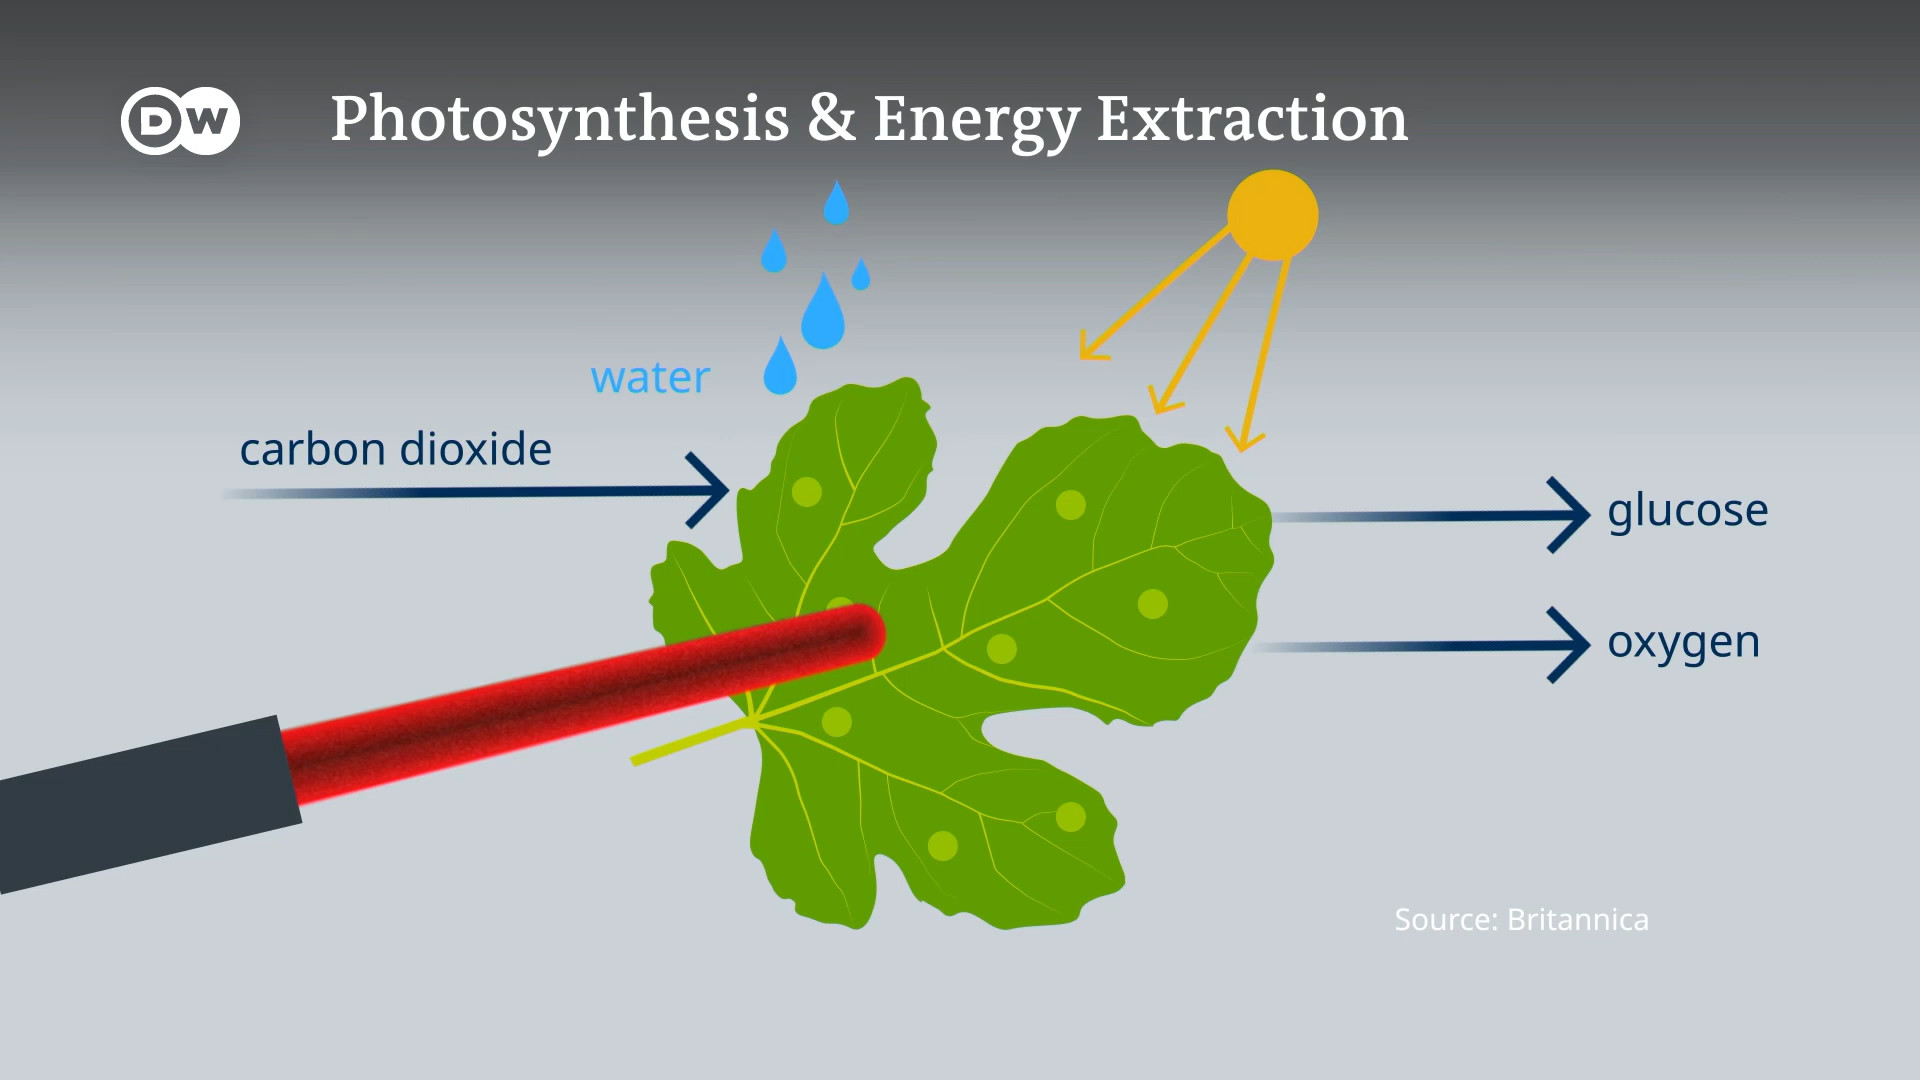 DW
Photosynthesis & Energy Extraction
water
carbon dioxide
glucose
oxygen
Source: Britannica